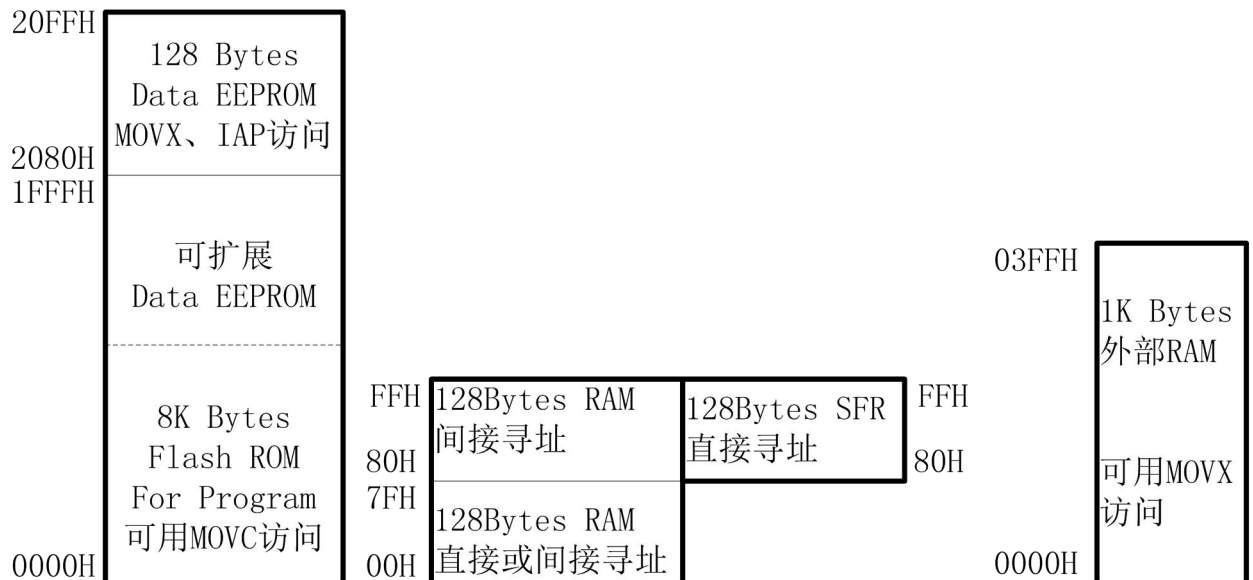 20FFH
128 Bytes
Data EEPROM
MOVX、IAP访问
2080H
1FFFH
可扩展
Data EEPROM
8K Bytes
Flash ROM
For Program
可用MOVC访问
0000H
FFH
128Bytes RAM
间接寻址
80H
7FH
128Bytes RAM
直接或间接寻址
00H
128Bytes SFR
直接寻址
FFH
80H
03FFH
1K Bytes
外部RAM
可用MOVX
访问
0000H